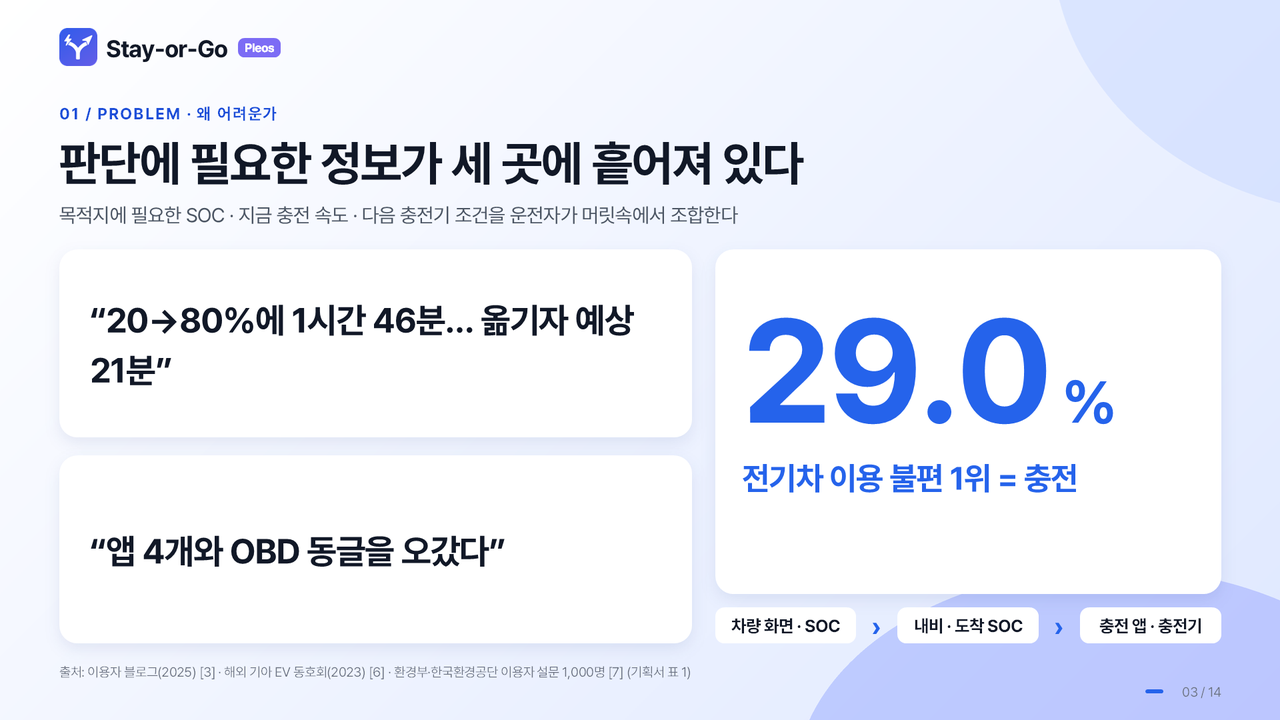 Stay-or-Go Pleos
01 / PROBLEM · 왜 어려운가
판단에 필요한 정보가 세 곳에 흩어져 있다
목적지에 필요한 SOC · 지금 충전 속도 · 다음 충전기 조건을 운전자가 머릿속에서 조합한다
“20→80%에 1시간 46분… 옮기자 예상
21분”
“앱 4개와 OBD 동글을 오갔다”
29.0 %
전기차 이용 불편 1위 = 충전
차량 화면 · SOC › 내비 · 도착 SOC › 충전 앱 · 충전기
출처: 이용자 블로그(2025) [3] · 해외 기아 EV 동호회(2023) [6] · 환경부·한국환경공단 이용자 설문 1,000명 [7] (기획서 표 1)
03 / 14